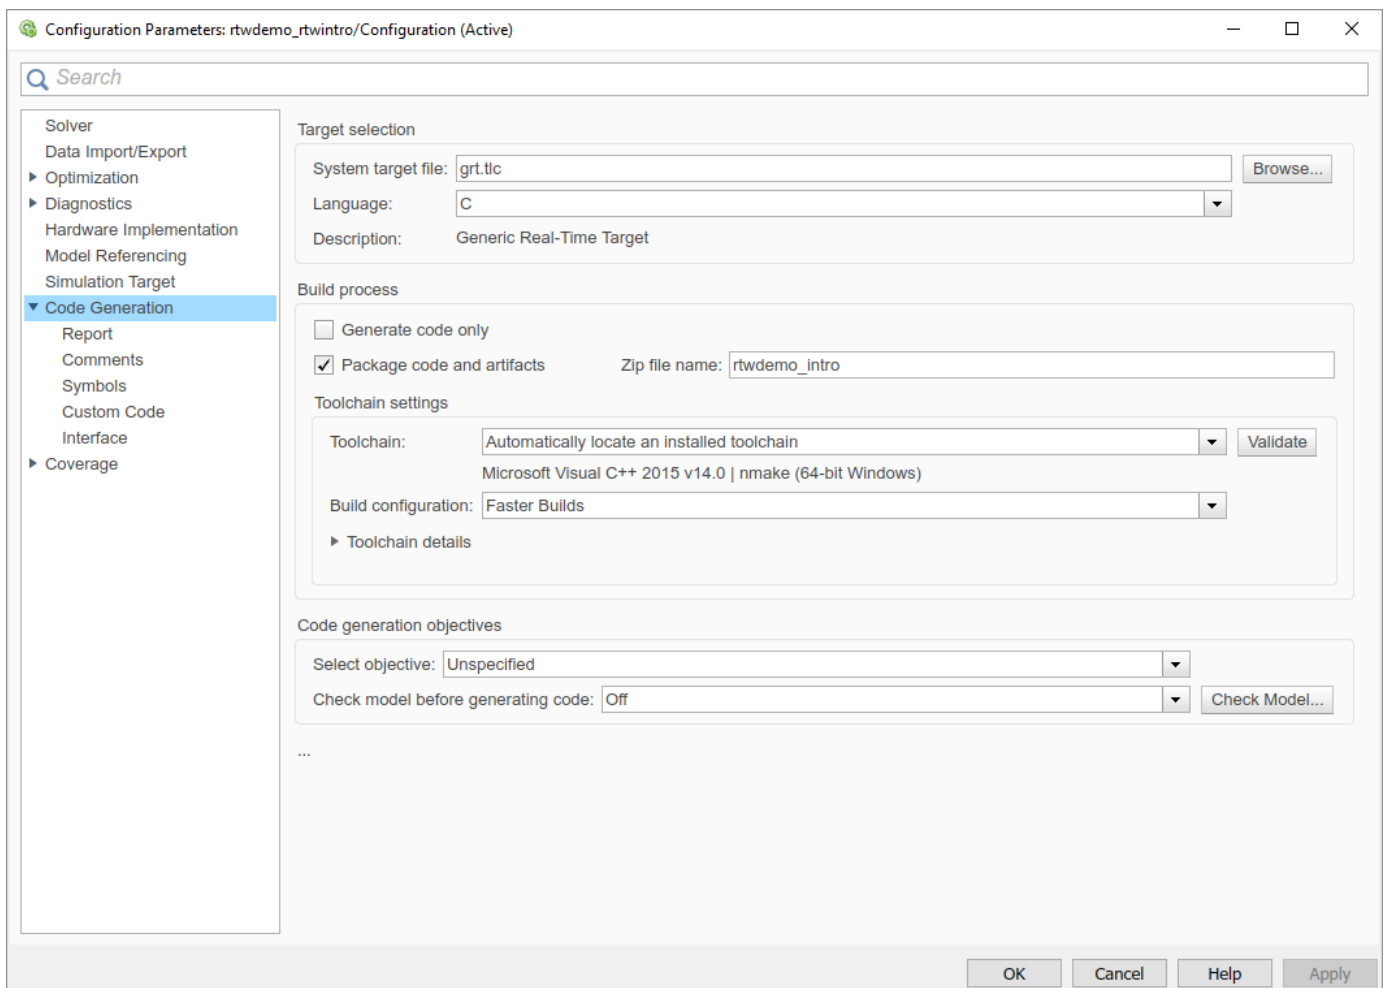 Configuration Parameters: rtwdemo_rtwintro/Configuration (Active)
Search
Solver
Data Import/Export
Optimization
Diagnostics
Hardware Implementation
Model Referencing
Simulation Target
Code Generation
Report
Comments
Symbols
Custom Code
Interface
Coverage
Target selection
System target file: grt.tlc Browse...
Language: C
Description: Generic Real-Time Target
Build process
Generate code only
Package code and artifacts Zip file name: rtwdemo_intro
Toolchain settings
Toolchain: Automatically locate an installed toolchain Validate
Microsoft Visual C++ 2015 v14.0 | nmake (64-bit Windows)
Build configuration: Faster Builds
Toolchain details
Code generation objectives
Select objective: Unspecified
Check model before generating code: Off Check Model...
...
OK Cancel Help Apply